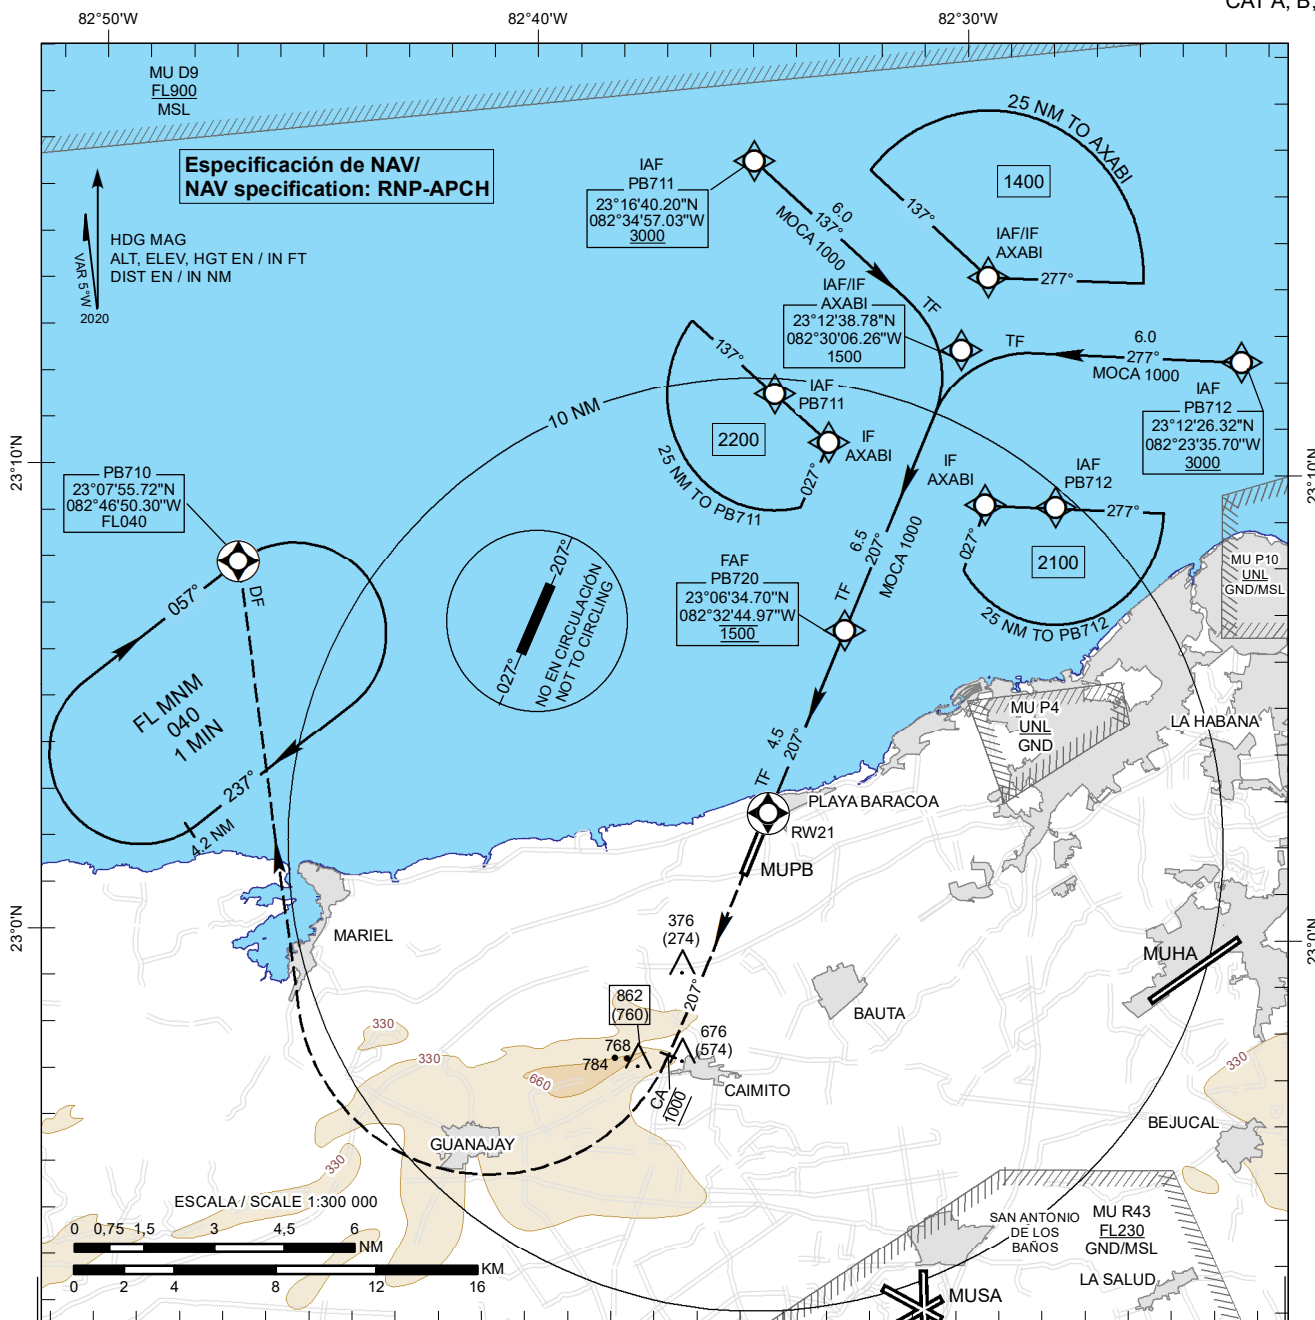 82°50'W
82°40'W
82°30'W
CAT A, B,
MU D9
FL900
MSL
Especificación de NAV/
NAV specification: RNP-APCH
HDG MAG
ALT, ELEV, HGT EN / IN FT
DIST EN / IN NM
VAR 5°W
2020
IAF
PB711
23°16'40.20"N
082°34'57.03"W
3000
6.0
137°
MOCA 1000
TF
25 NM TO AXABI
1400
137°
IAF/IF
AXABI
277°
IAF/IF
AXABI
23°12'38.78"N
082°30'06.26"W
1500
TF
6.0
277°
MOCA 1000
IAF
PB712
23°12'26.32"N
082°23'35.70"W
3000
137°
IAF
PB711
2200
IF
AXABI
027°
25 NM TO PB711
10 NM
IF
AXABI
IAF
PB712
277°
027°
2100
25 NM TO PB712
23°10'N
23°10'N
PB710
23°07'55.72"N
082°46'50.30"W
FL040
DF
057°
FL MNM
040
1 MIN
237°
4.2 NM
207°
027°
NO EN CIRCULACIÓN
NOT TO CIRCLING
6.5
207°
MOCA 1000
TF
FAF
PB720
23°06'34.70"N
082°32'44.97"W
1500
MU P10
UNL
GND/MSL
MU P4
UNL
GND
LA HABANA
4.5
207°
TF
PLAYA BARACOA
RW21
MUPB
23°0'N
23°0'N
MARIEL
376
(274)
207°
MUHA
BAUTA
862
(760)
676
(574)
768
784
CAIMITO
CA
1000
330
330
660
330
330
GUANAJAY
BEJUCAL
ESCALA / SCALE 1:300 000
0 0,75 1,5 3 4,5 6
NM
KM
0 2 4 8 12 16
SAN ANTONIO
DE LOS
BAÑOS
MU R43
FL230
GND/MSL
LA SALUD
MUSA